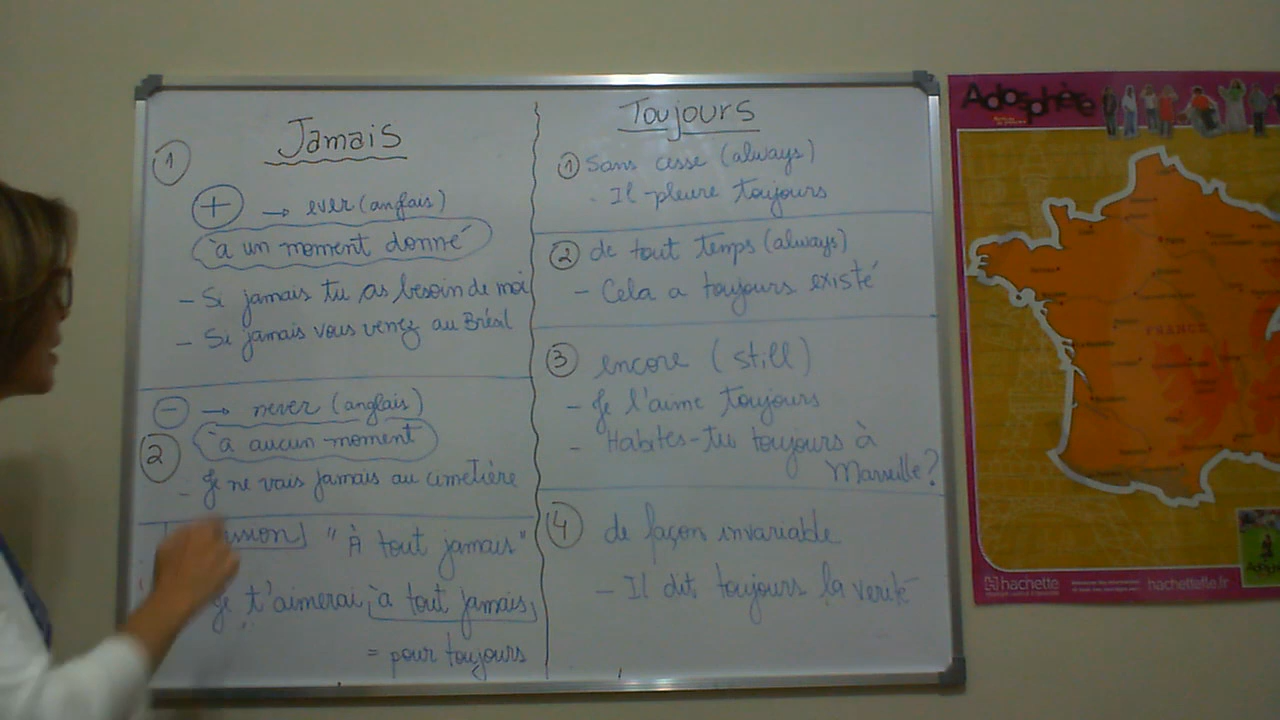 Jamais
1
+ → ever (anglais)
à un moment donné
- Si jamais tu as besoin de moi
- Si jamais vous venez au Brésil
- → never (anglais)
2
à aucun moment
- Je ne vais jamais au cimetière
"À tout jamais"
Je t'aimerai à tout jamais
= pour toujours
Toujours
1 Sans cesse (always)
- Il pleure toujours
2 de tout temps (always)
- Cela a toujours existé
3 encore (still)
- Je l'aime toujours
- Habites-tu toujours à
Marseille?
4 de façon invariable
- Il dit toujours la verité
Adosphère
FRANCE
hachette
hachettefle.fr